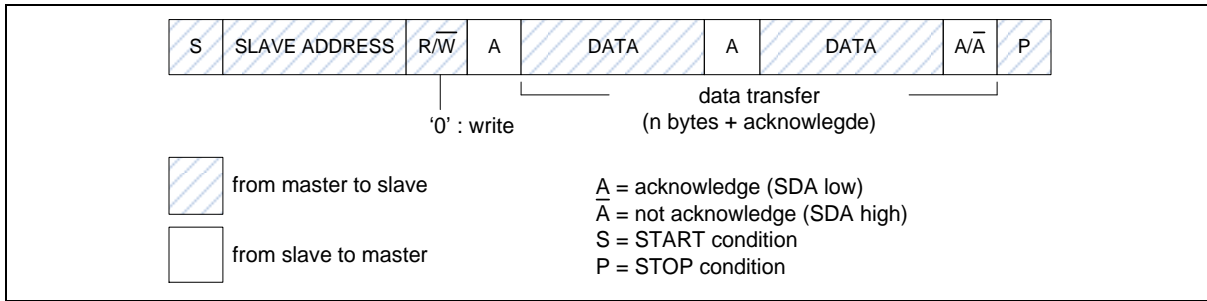 S SLAVE ADDRESS R/W̅ A DATA A DATA A/A̅ P
data transfer
(n bytes + acknowlegde)
‘0’ : write
from master to slave
from slave to master
A = acknowledge (SDA low)
A̅ = not acknowledge (SDA high)
S = START condition
P = STOP condition